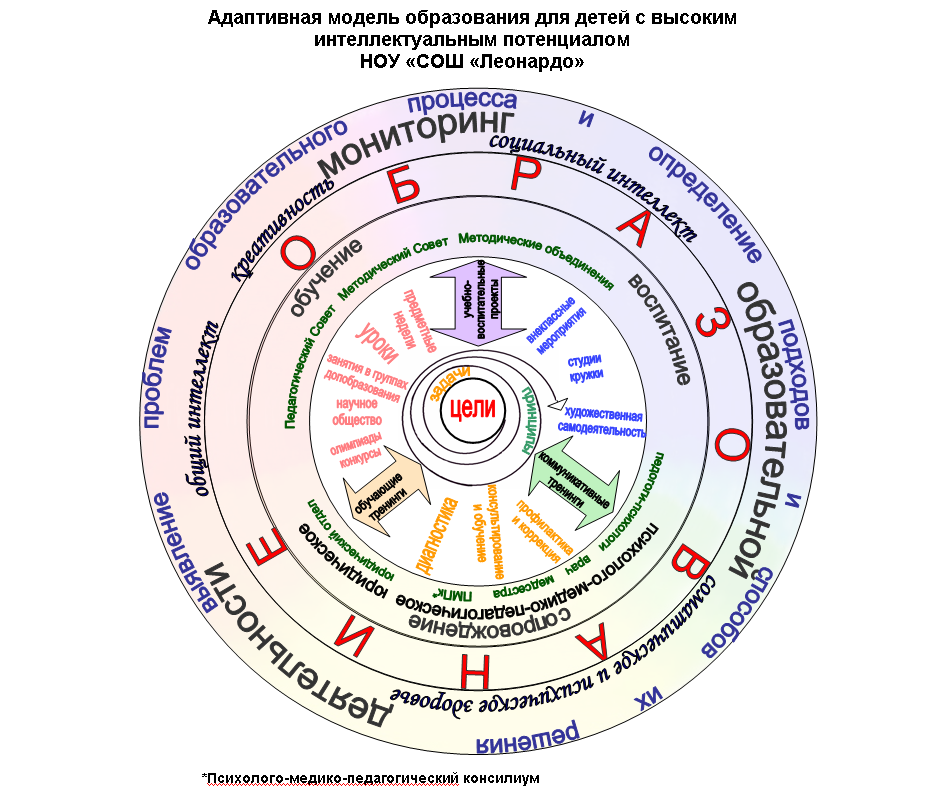 Адаптивная модель образования для детей с высоким
интеллектуальным потенциалом
НОУ «СОШ «Леонардо»
выявление проблем образовательного процесса и определение подходов и способов их решения
мониторинг образовательной деятельности
общий интеллект
креативность
социальный интеллект
соматическое и психическое здоровье
ОБРАЗОВАНИЕ
обучение
воспитание
психолого-медико-педагогическое юридическое
сопровождение
Педагогический Совет
Методический Совет
Методические объединения
педагоги-психологи
врач
медсестра
ПМПк*
юридический отдел
учебно-
воспитательные
проекты
предметные
недели
уроки
занятия в группах
допобразования
научное
общество
олимпиады
конкурсы
внеклассные
мероприятия
студии
кружки
художественная
самодеятельность
задачи
цели
принципы
обучающие
тренинги
коммуникативные
тренинги
диагностика
консультирование
и обучение
профилактика
и коррекция
*Психолого-медико-педагогический консилиум